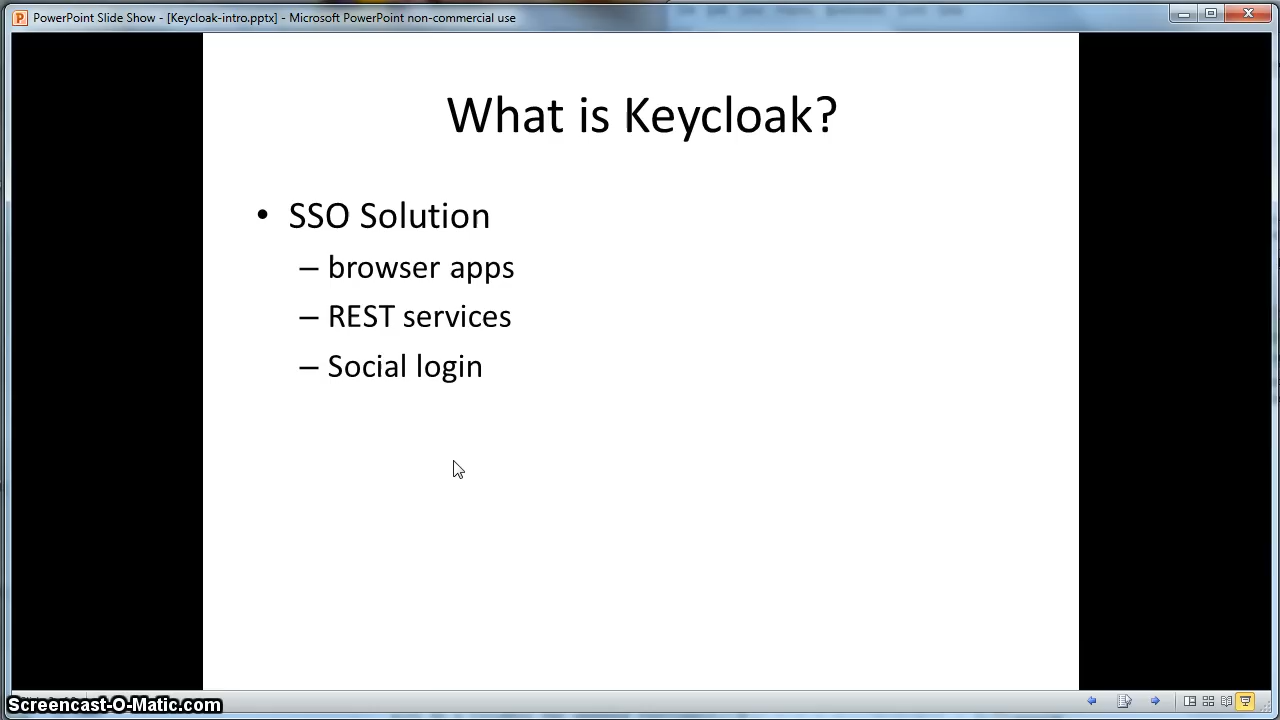 PowerPoint Slide Show - [Keycloak-intro.pptx] - Microsoft PowerPoint non-commercial use
What is Keycloak?
• SSO Solution
– browser apps
– REST services
– Social login
Screencast-O-Matic.com